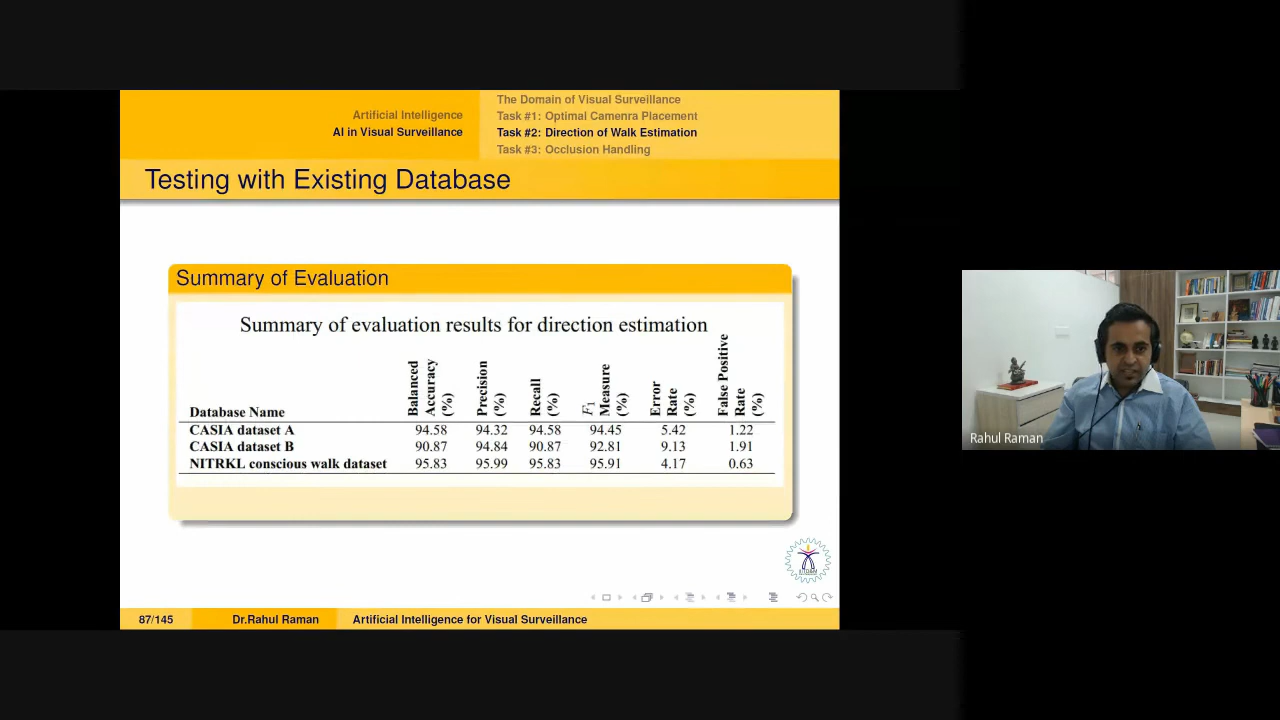 Artificial Intelligence
AI in Visual Surveillance
The Domain of Visual Surveillance
Task #1: Optimal Camenra Placement
Task #2: Direction of Walk Estimation
Task #3: Occlusion Handling
Testing with Existing Database
Summary of Evaluation
Summary of evaluation results for direction estimation
Database Name Balanced Accuracy (%) Precision (%) Recall (%) F1 Measure (%) Error Rate (%) False Positive Rate (%)
CASIA dataset A 94.58 94.32 94.58 94.45 5.42 1.22
CASIA dataset B 90.87 94.84 90.87 92.81 9.13 1.91
NITRKL conscious walk dataset 95.83 95.99 95.83 95.91 4.17 0.63
87/145 Dr.Rahul Raman Artificial Intelligence for Visual Surveillance
Rahul Raman